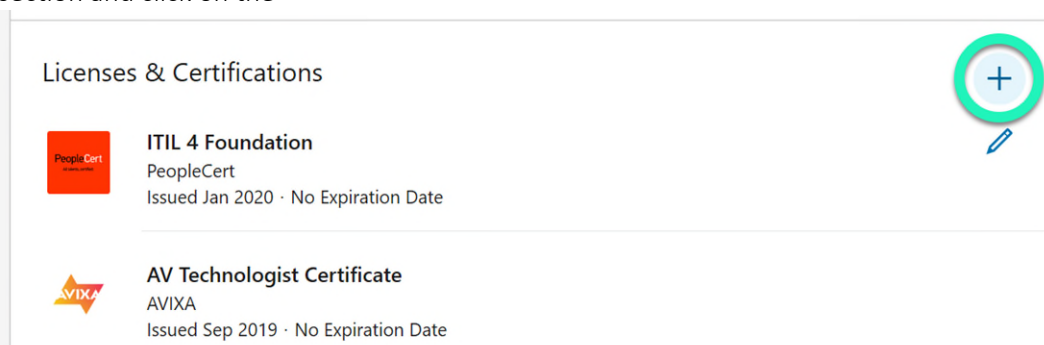 section and click on the
Licenses & Certifications
PeopleCert
ITIL 4 Foundation
PeopleCert
Issued Jan 2020 · No Expiration Date
AVIXA
AV Technologist Certificate
AVIXA
Issued Sep 2019 · No Expiration Date